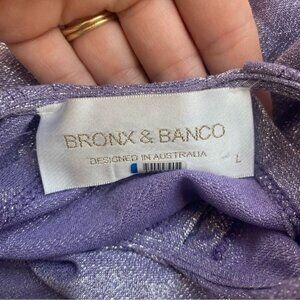 BRONX & BANCO
DESIGNED IN AUSTRALIA
L